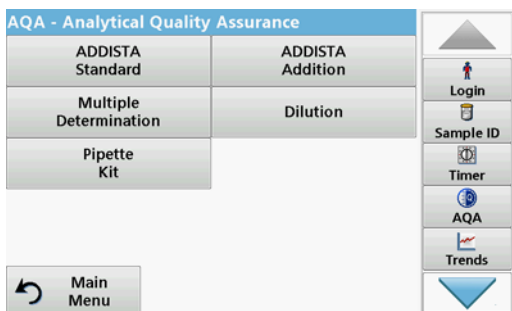 AQA - Analytical Quality Assurance
ADDISTA
Standard
ADDISTA
Addition
Multiple
Determination
Dilution
Pipette
Kit
Main
Menu
Login
Sample ID
Timer
AQA
Trends